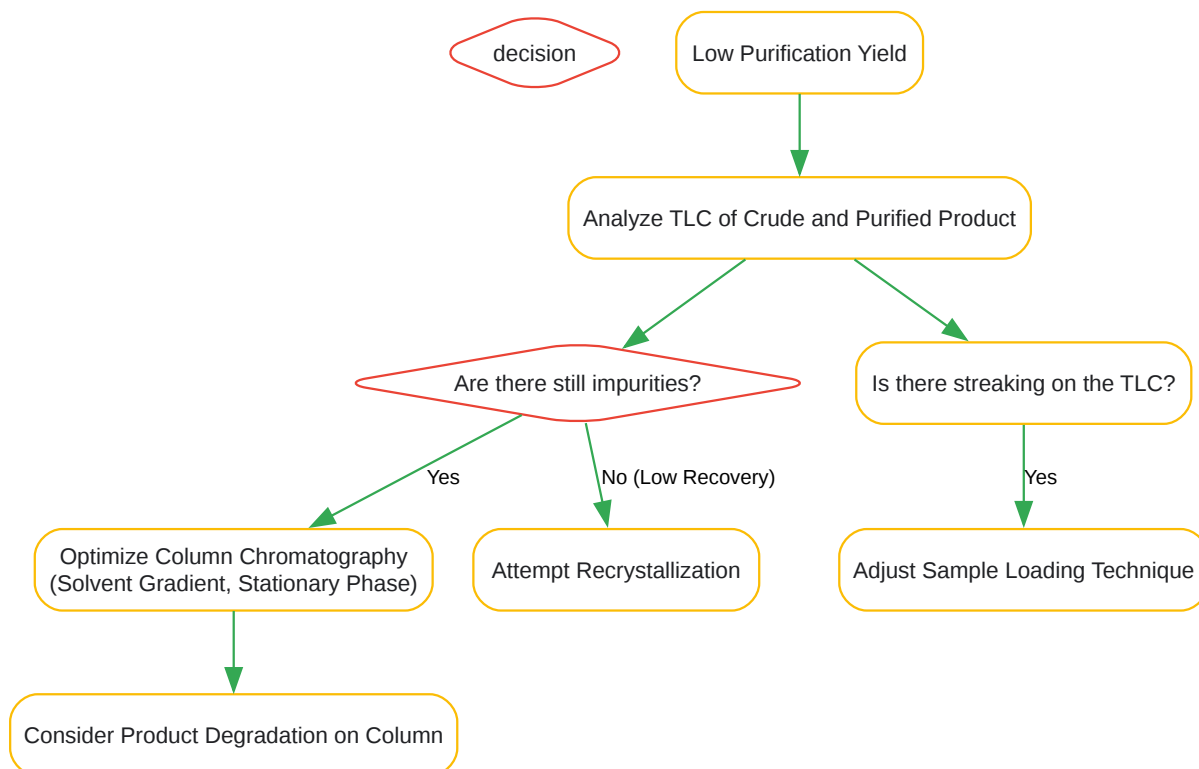 decision
Low Purification Yield
Analyze TLC of Crude and Purified Product
Are there still impurities?
Is there streaking on the TLC?
Yes
No (Low Recovery)
Yes
Optimize Column Chromatography
(Solvent Gradient, Stationary Phase)
Attempt Recrystallization
Adjust Sample Loading Technique
Consider Product Degradation on Column